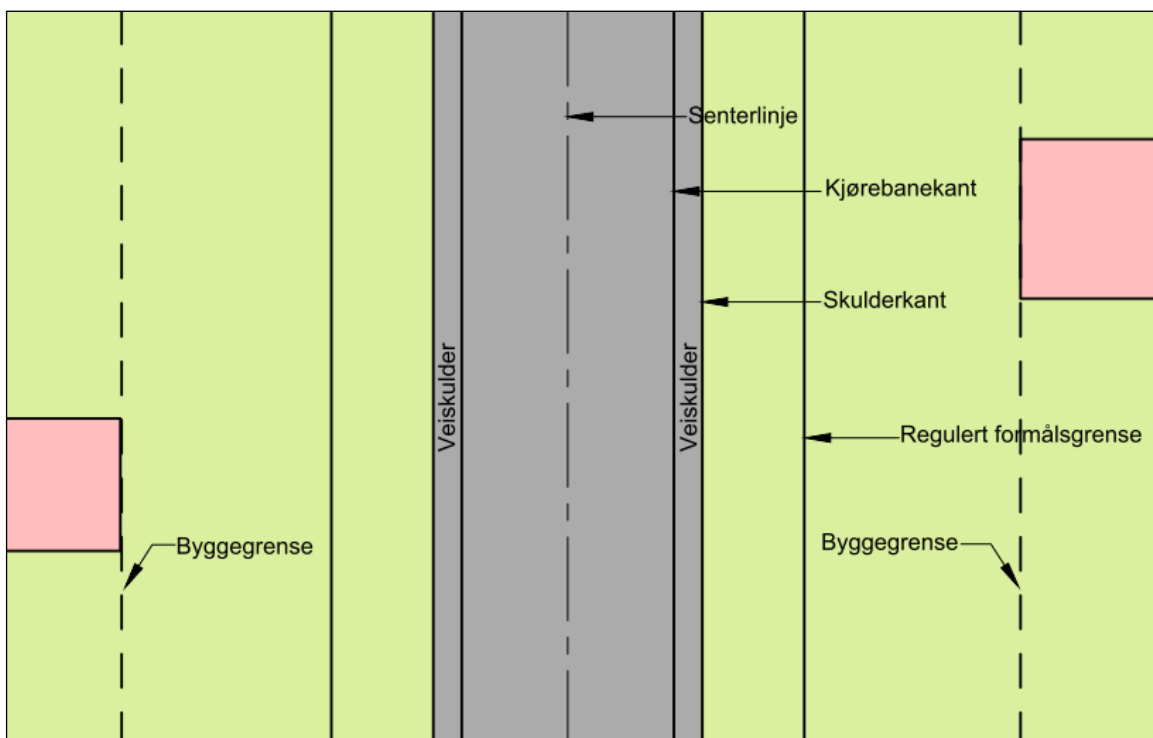 Senterlinje
Kjørebanekant
Skulderkant
Veiskulder
Veiskulder
Regulert formålsgrense
Byggegrense
Byggegrense